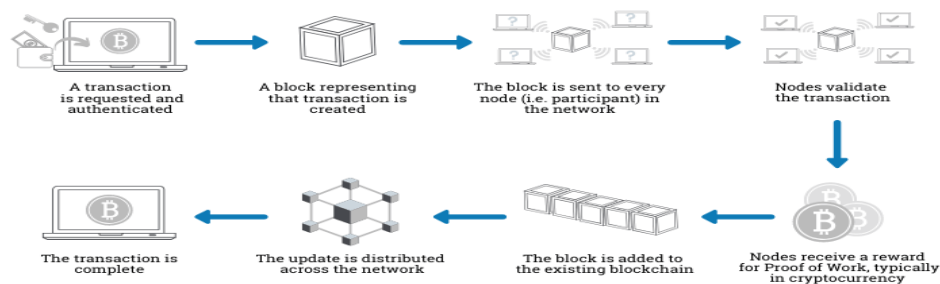 A transaction
is requested and
authenticated
A block representing
that transaction is
created
The block is sent to every
node (i.e. participant) in
the network
Nodes validate
the transaction
Nodes receive a reward
for Proof of Work, typically
in cryptocurrency
The block is added to
the existing blockchain
The update is distributed
across the network
The transaction is
complete